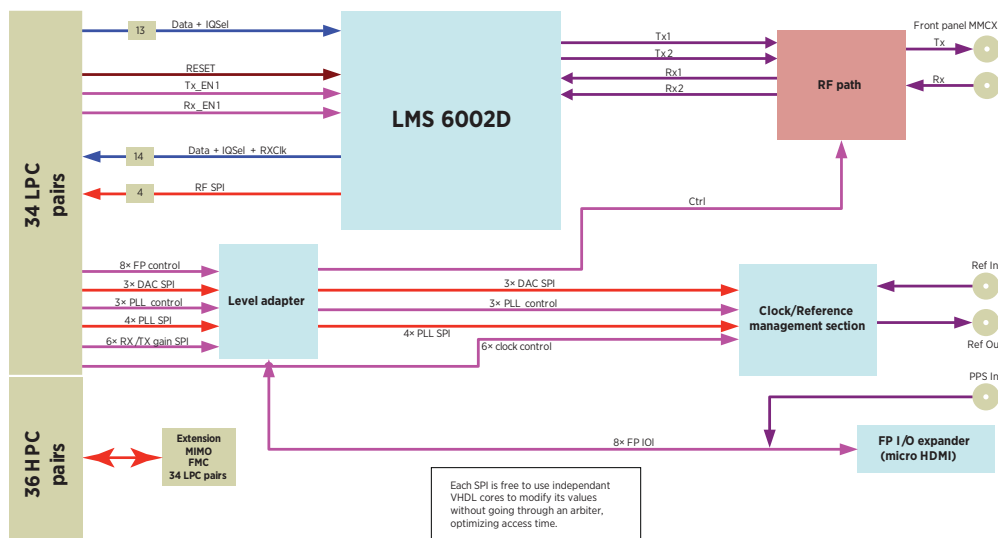 13
Data + IQSel
RESET
Tx_EN1
Rx_EN1
14
Data + IQSel + RXClk
4
RF SPI
LMS 6002D
Tx1
Tx2
Rx1
Rx2
RF path
Front panel MMCX
Tx
Rx
Ctrl
34 LPC
pairs
8× FP control
3× DAC SPI
3× PLL control
4× PLL SPI
6× RX/TX gain SPI
Level adapter
3× DAC SPI
3× PLL control
4× PLL SPI
6× clock control
Clock/Reference
management section
Ref In
Ref Ou
PPS In
36 HPC
pairs
Extension
MIMO
FMC
34 LPC pairs
8× FP IOI
FP I/O expander
(micro HDMI)
Each SPI is free to use independant
VHDL cores to modify its values
without going through an arbiter,
optimizing access time.